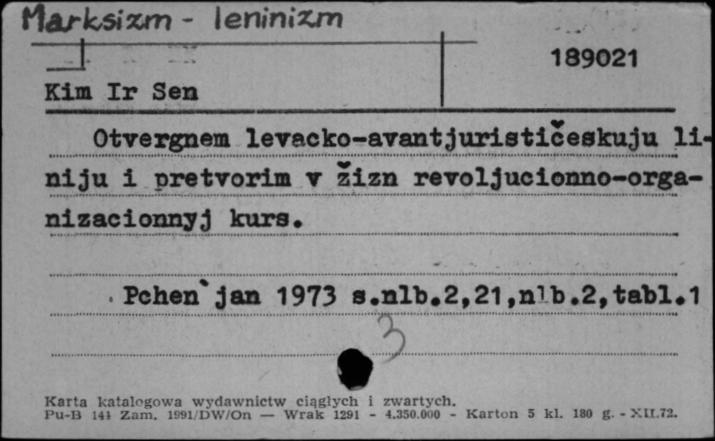 Marksizm - leninizm
189021
Kim Ir Sen
Otvergnem levacko-avantjurističeskuju li-
niju i pretvorim v žizn revoljucionno-orga-
nizacionnyj kurs.
Pchen`jan 1973 s.nlb.2,21,nlb.2,tabl.1
3
Karta katalogowa wydawnictw ciągłych i zwartych.
Pu-B 141 Zam. 1991/DW/On — Wrak 1291 - 4.350.000 - Karton 5 kl. 180 g. - XII.72.